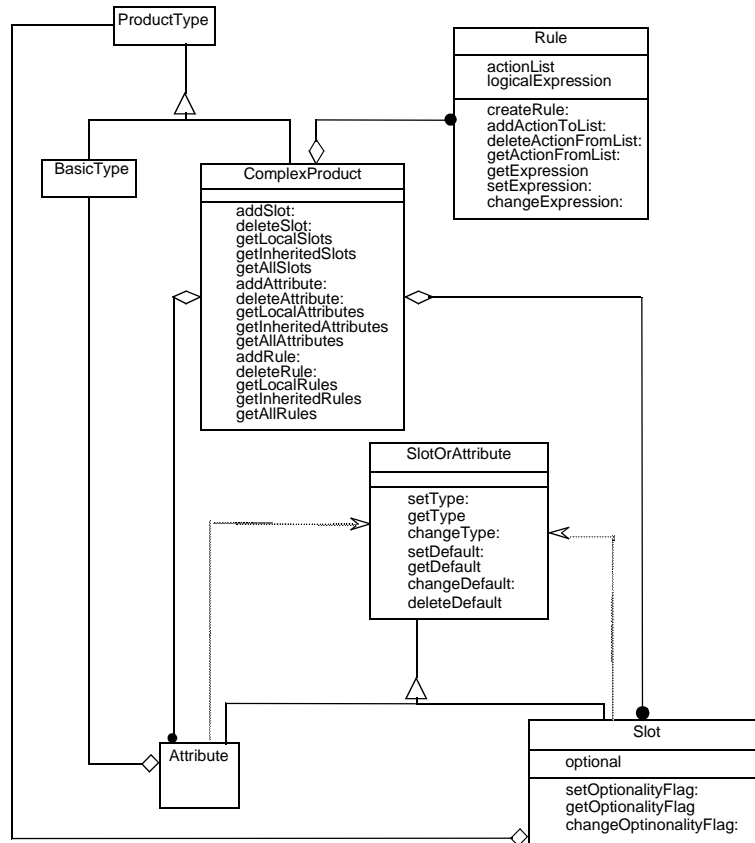 ProductType
Rule
actionList
logicalExpression
createRule:
addActionToList:
deleteActionFromList:
getActionFromList:
getExpression
setExpression:
changeExpression:
BasicType
ComplexProduct
addSlot:
deleteSlot:
getLocalSlots
getInheritedSlots
getAllSlots
addAttribute:
deleteAttribute:
getLocalAttributes
getInheritedAttributes
getAllAttributes
addRule:
deleteRule:
getLocalRules
getInheritedRules
getAllRules
SlotOrAttribute
setType:
getType
changeType:
setDefault:
getDefault
changeDefault:
deleteDefault
Attribute
Slot
optional
setOptionalityFlag:
getOptionalityFlag
changeOptinonalityFlag: